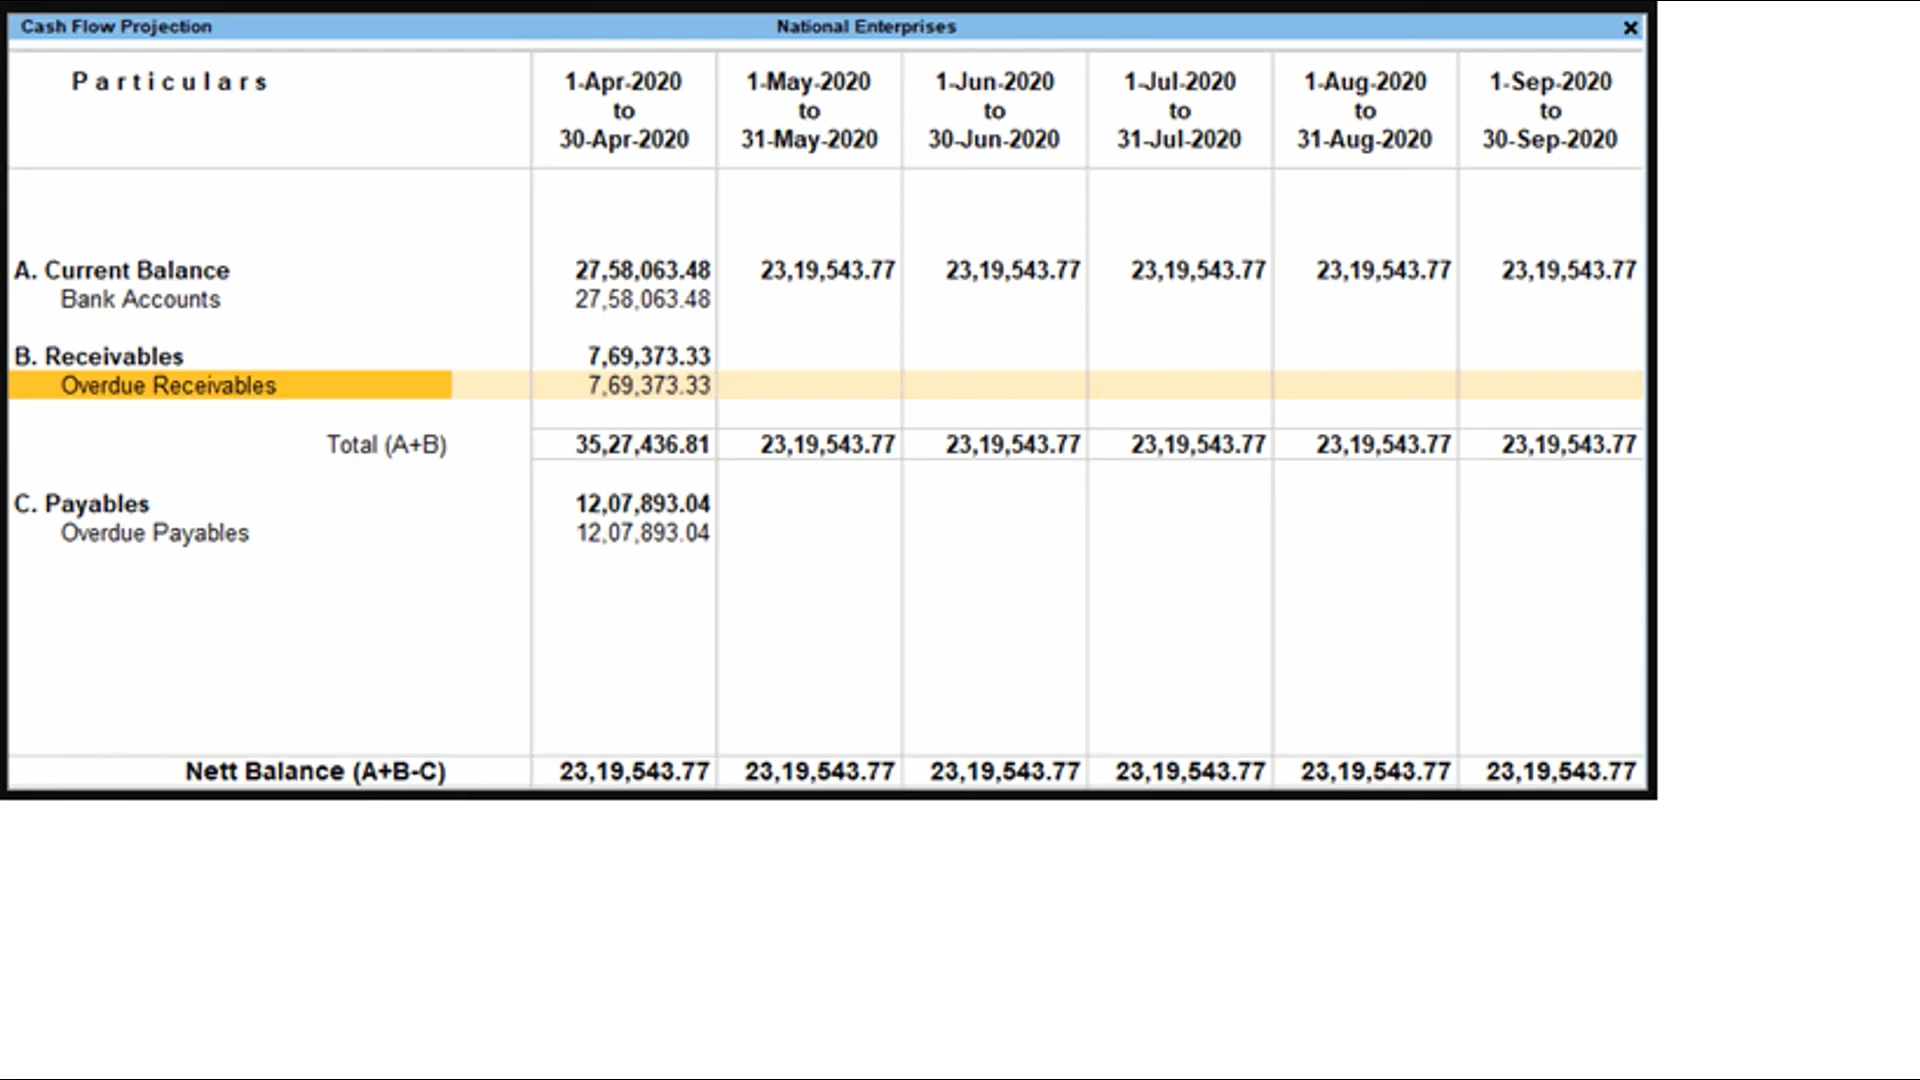 Cash Flow Projection National Enterprises x
Particulars 1-Apr-2020 1-May-2020 1-Jun-2020 1-Jul-2020 1-Aug-2020 1-Sep-2020
to to to to to to
30-Apr-2020 31-May-2020 30-Jun-2020 31-Jul-2020 31-Aug-2020 30-Sep-2020
A. Current Balance 27,58,063.48 23,19,543.77 23,19,543.77 23,19,543.77 23,19,543.77 23,19,543.77
Bank Accounts 27,58,063.48
B. Receivables 7,69,373.33
Overdue Receivables 7,69,373.33
Total (A+B) 35,27,436.81 23,19,543.77 23,19,543.77 23,19,543.77 23,19,543.77 23,19,543.77
C. Payables 12,07,893.04
Overdue Payables 12,07,893.04
Nett Balance (A+B-C) 23,19,543.77 23,19,543.77 23,19,543.77 23,19,543.77 23,19,543.77 23,19,543.77